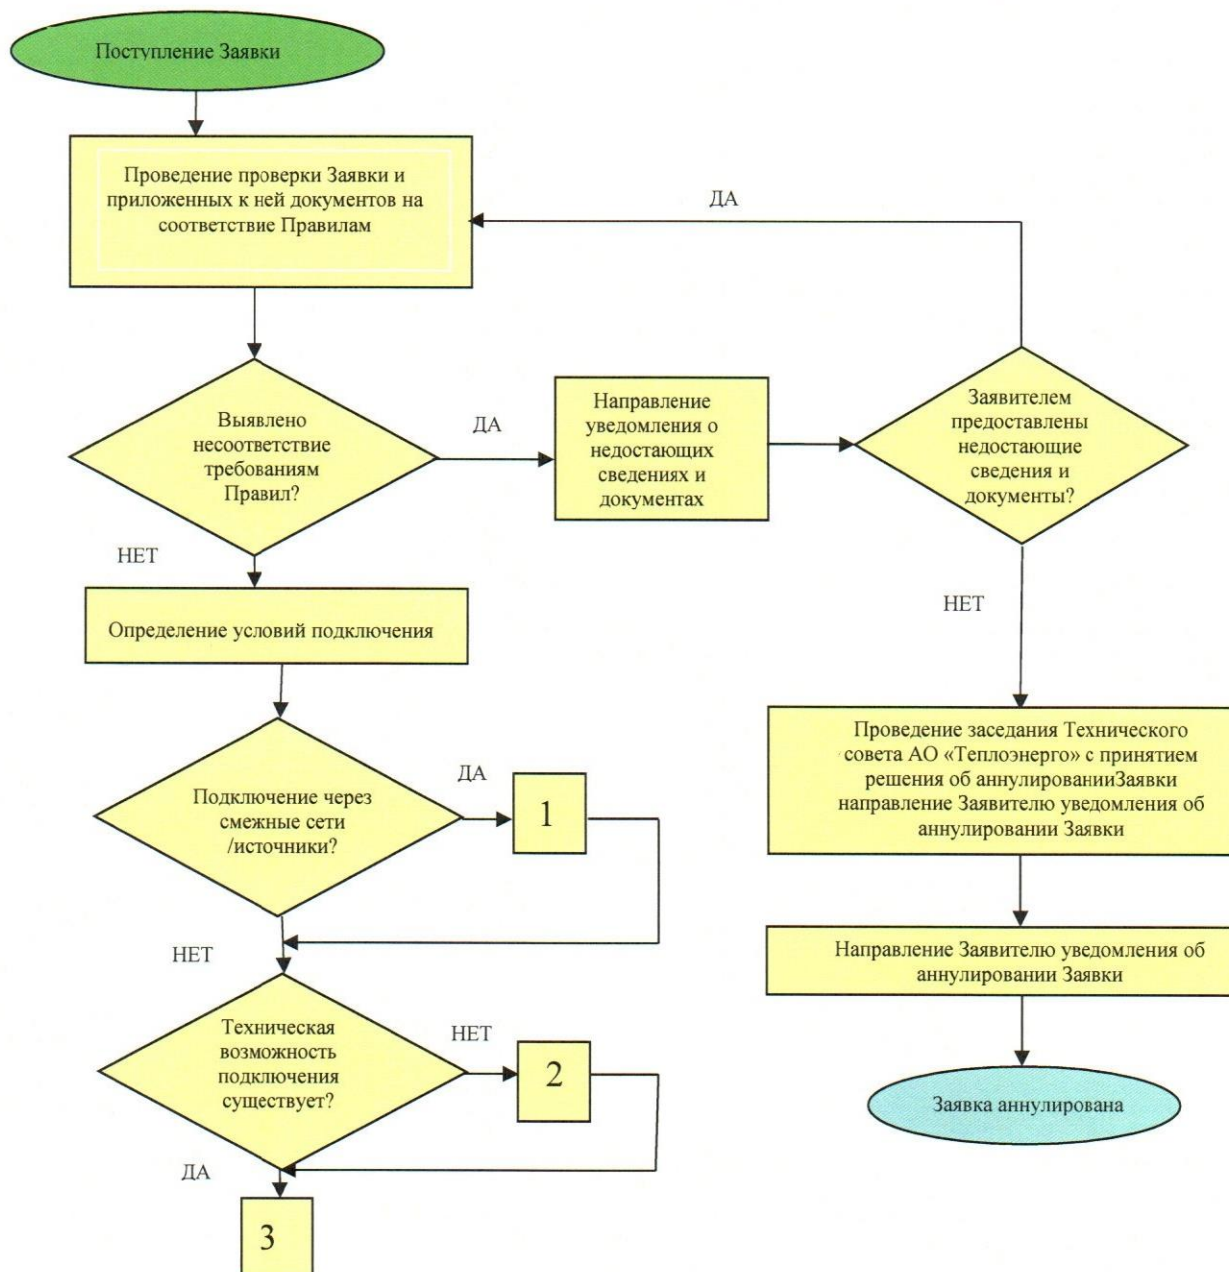 Поступление Заявки
Проведение проверки Заявки и
приложенных к ней документов на
соответствие Правилам
ДА
Выявлено
несоответствие
требованиям
Правил?
ДА
Направление
уведомления о
недостающих
сведениях и
документах
Заявителем
предоставлены
недостающие
сведения и
документы?
НЕТ
Определение условий подключения
НЕТ
Подключение через
смежные сети
/источники?
ДА
1
Проведение заседания Технического
совета АО «Теплоэнерго» с принятием
решения об аннулированииЗаявки
направление Заявителю уведомления об
аннулировании Заявки
НЕТ
Направление Заявителю уведомления об
аннулировании Заявки
Техническая
возможность
подключения
существует?
НЕТ
2
Заявка аннулирована
ДА
3